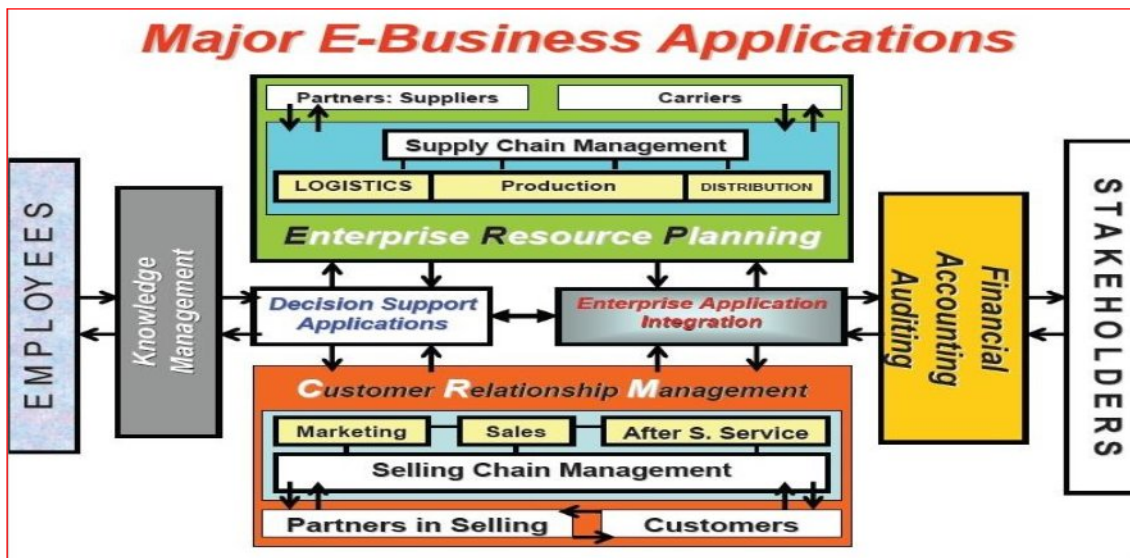 Major E-Business Applications
Partners: Suppliers
Carriers
Supply Chain Management
LOGISTICS
Production
DISTRIBUTION
Enterprise Resource Planning
EMPLOYEES
Knowledge
Management
Decision Support
Applications
Enterprise Application
Integration
Financial
Accounting
Auditing
STAKEHOLDERS
Customer Relationship Management
Marketing
Sales
After S. Service
Selling Chain Management
Partners in Selling
Customers